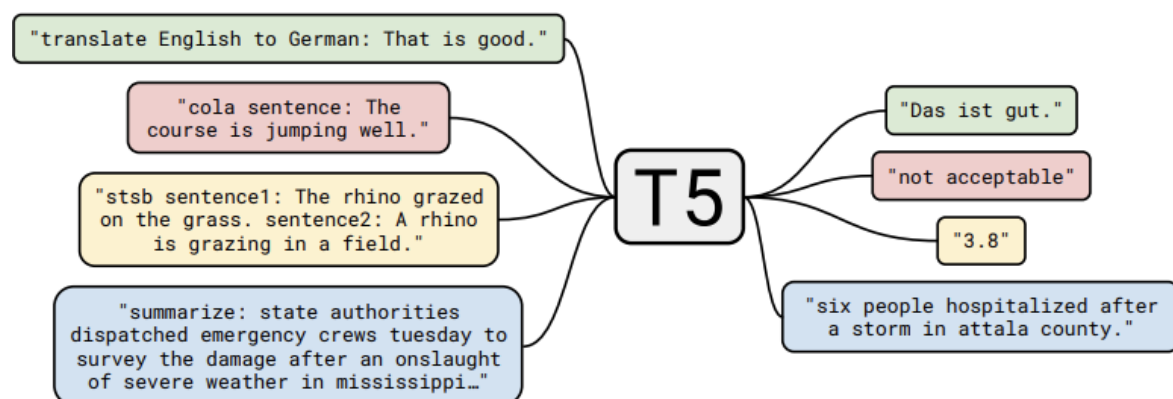 "translate English to German: That is good."
"cola sentence: The
course is jumping well."
"stsb sentence1: The rhino grazed
on the grass. sentence2: A rhino
is grazing in a field."
"summarize: state authorities
dispatched emergency crews tuesday to
survey the damage after an onslaught
of severe weather in mississippi…"
T5
"Das ist gut."
"not acceptable"
"3.8"
"six people hospitalized after
a storm in attala county."